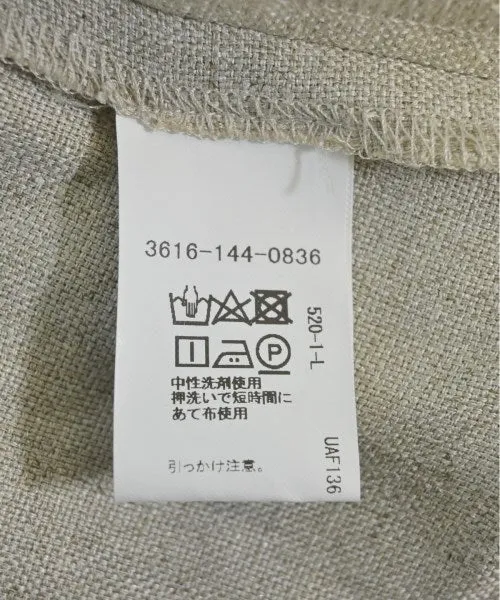 3616-144-0836
520-1-L
P
中性洗剤使用
押洗いで短時間に
あて布使用
引っかけ注意。
UAF136